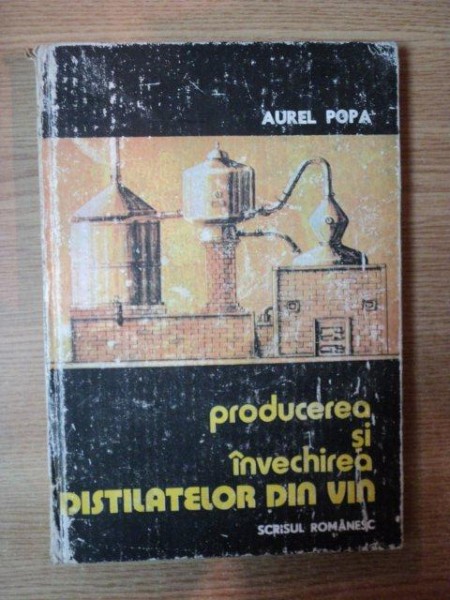 AUREL POPA
producerea
și
învechirea
DISTILATELOR DIN VIN
SCRISUL ROMÂNESC